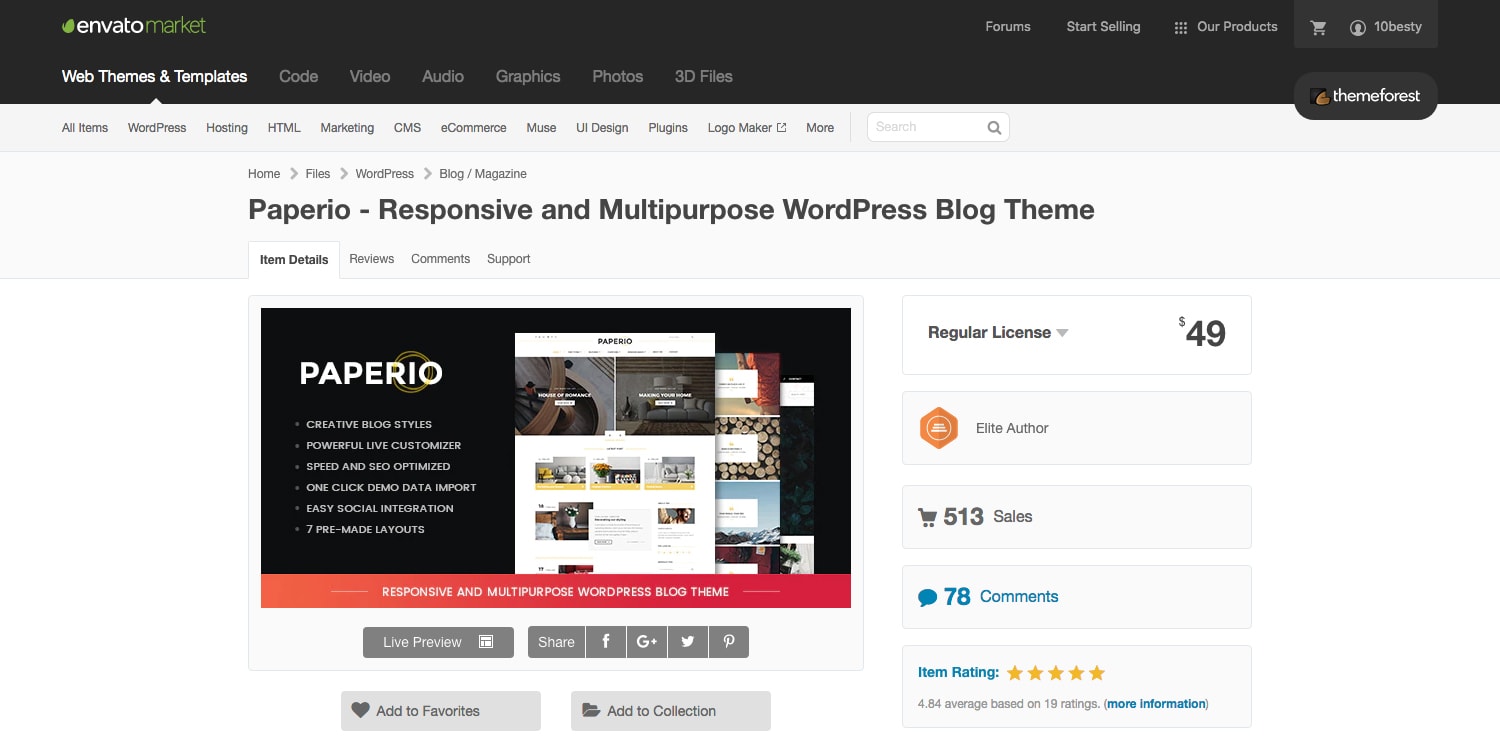 envatomarket
Forums
Start Selling
Our Products
10besty
Web Themes & Templates
Code
Video
Audio
Graphics
Photos
3D Files
themeforest
All Items
WordPress
Hosting
HTML
Marketing
CMS
eCommerce
Muse
UI Design
Plugins
Logo Maker
More
Search
Home
Files
WordPress
Blog / Magazine
Paperio - Responsive and Multipurpose WordPress Blog Theme
Item Details
Reviews
Comments
Support
PAPERIO
• CREATIVE BLOG STYLES
• POWERFUL LIVE CUSTOMIZER
• SPEED AND SEO OPTIMIZED
• ONE CLICK DEMO DATA IMPORT
• EASY SOCIAL INTEGRATION
• 7 PRE-MADE LAYOUTS
PAPERIO
HOUSE OF ROMANCE
MAKING YOUR HOME
RESPONSIVE AND MULTIPURPOSE WORDPRESS BLOG THEME
Live Preview
Share
f
G+
Add to Favorites
Add to Collection
Regular License
$49
Elite Author
513 Sales
78 Comments
Item Rating:
4.84 average based on 19 ratings. (more information)